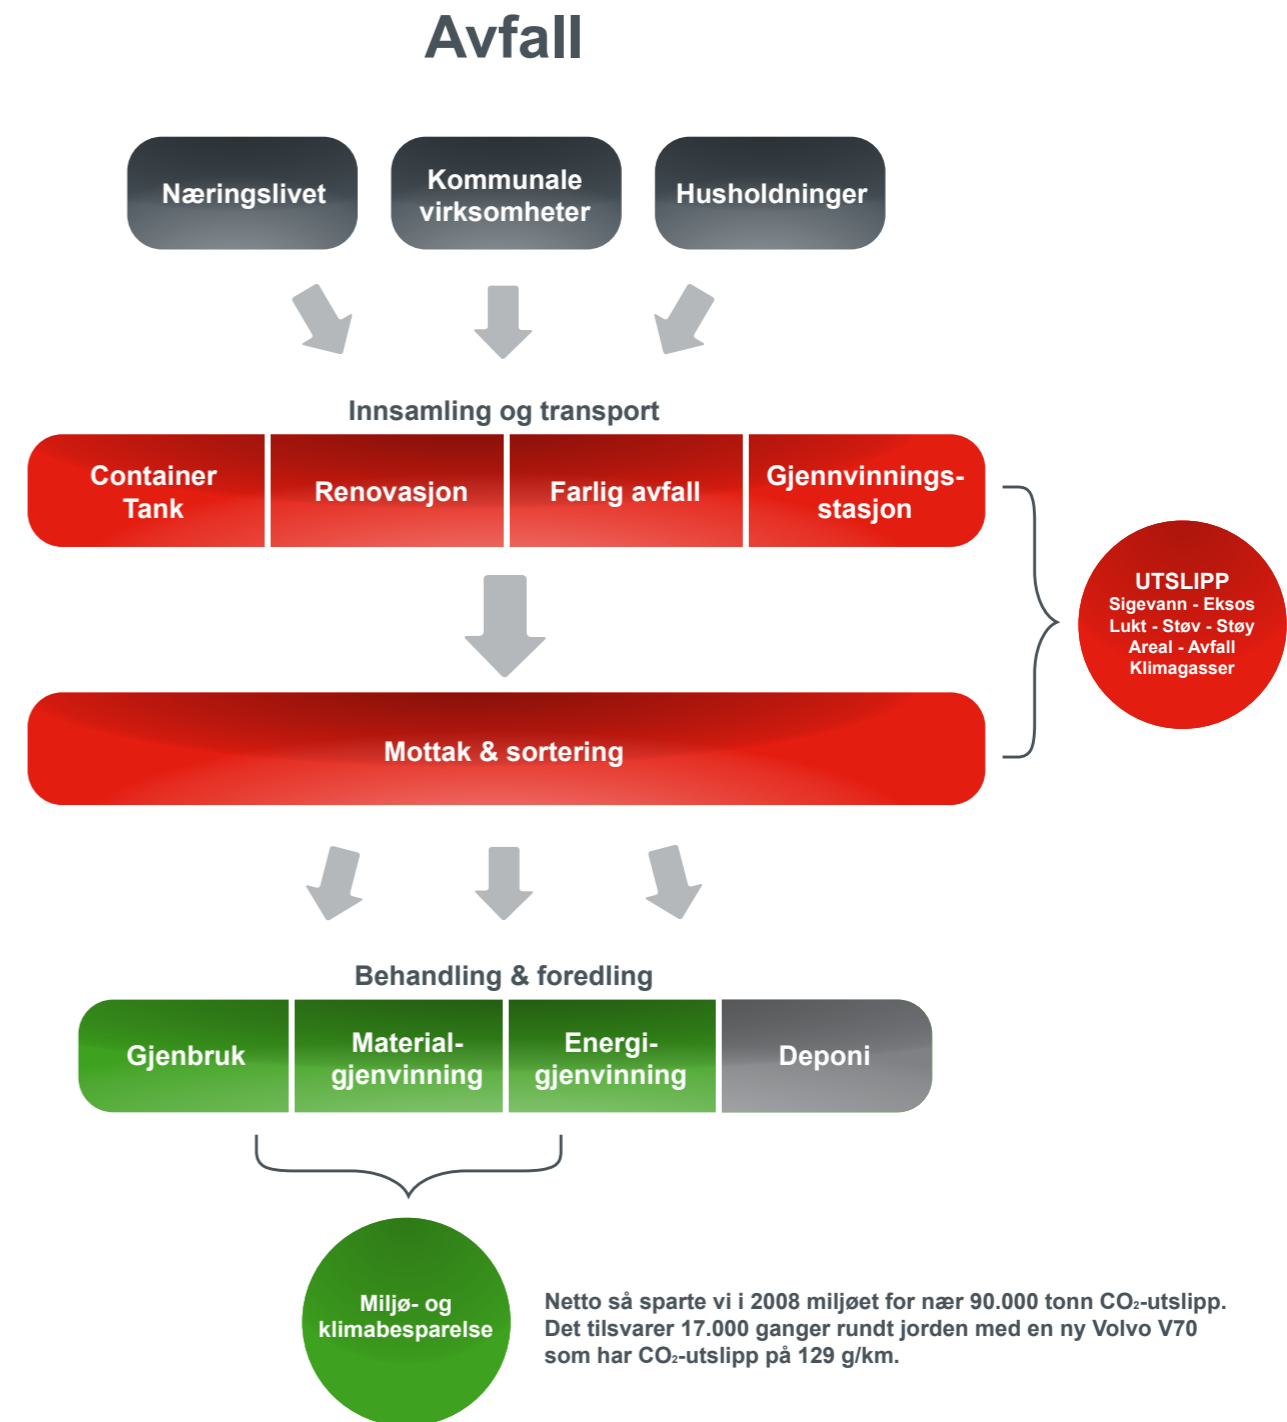 Avfall
Næringslivet
Kommunale
virksomheter
Husholdninger
Innsamling og transport
Container
Tank
Renovasjon
Farlig avfall
Gjennvinnings-
stasjon
UTSLIPP
Sigevann - Eksos
Lukt - Støv - Støy
Areal - Avfall
Klimagasser
Mottak & sortering
Behandling & foredling
Gjenbruk
Material-
gjenvinning
Energi-
gjenvinning
Deponi
Miljø- og
klimabesparelse
Netto så sparte vi i 2008 miljøet for nær 90.000 tonn CO₂-utslipp.
Det tilsvarer 17.000 ganger rundt jorden med en ny Volvo V70
som har CO₂-utslipp på 129 g/km.